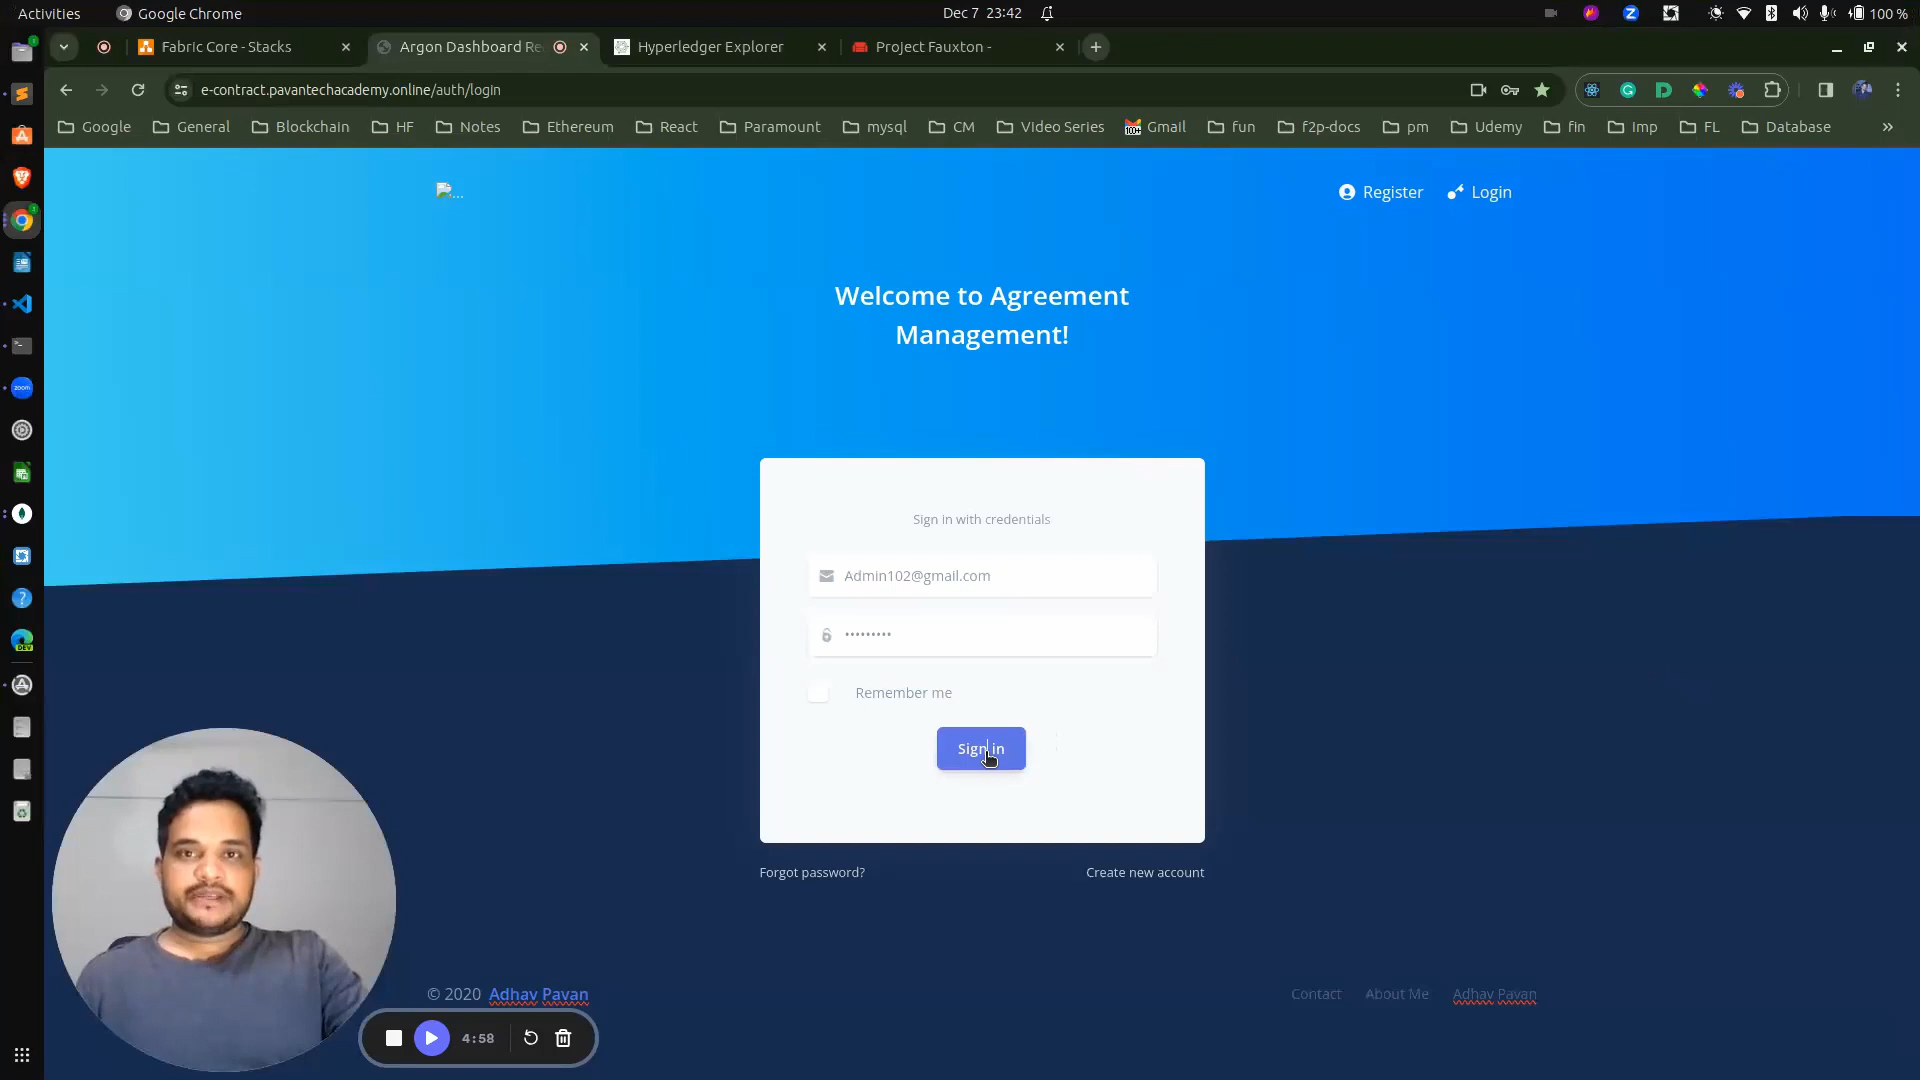 Activities
Google Chrome
Dec 7 23:42
100 %
Fabric Core - Stacks
Argon Dashboard Re
Hyperledger Explorer
Project Fauxton -
e-contract.pavantechacademy.online/auth/login
Google
General
Blockchain
HF
Notes
Ethereum
React
Paramount
mysql
CM
Video Series
Gmail
fun
f2p-docs
pm
Udemy
fin
Imp
FL
Database
»
...
Register
Login
Welcome to Agreement
Management!
Sign in with credentials
Admin102@gmail.com
•••••••••
Remember me
Sign in
Forgot password?
Create new account
© 2020 Adhav Pavan
Contact
About Me
Adhav Pavan
4:58
zoom
DEV